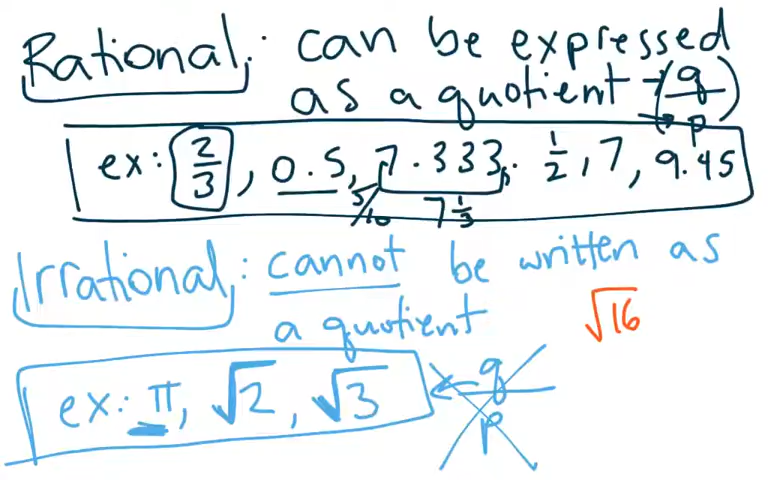 Rational: can be expressed
as a quotient → (q/p)
ex: 2/3, 0.5, 7.333, 1/2, 7, 9.45
5/10 7 1/3
Irrational: cannot be written as
a quotient √16
ex: π, √2, √3 q/p